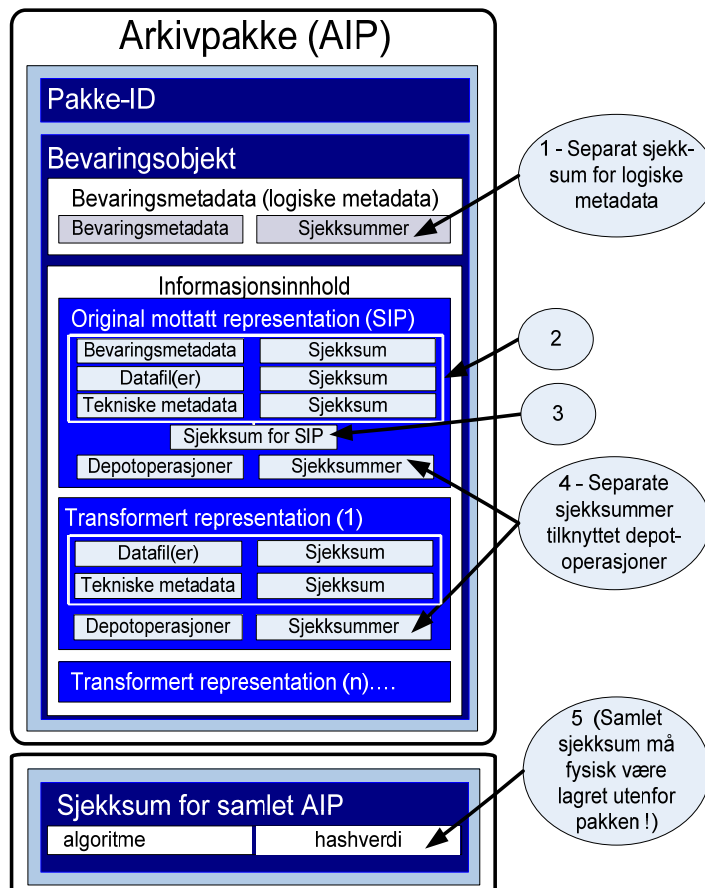 Arkivpakke (AIP)
Pakke-ID
Bevaringsobjekt
Bevaringsmetadata (logiske metadata)
Bevaringsmetadata Sjekksummer
Informasjonsinnhold
Original mottatt representation (SIP)
Bevaringsmetadata Sjekksum
Datafil(er) Sjekksum
Tekniske metadata Sjekksum
Sjekksum for SIP
Depotoperasjoner Sjekksummer
Transformert representation (1)
Datafil(er) Sjekksum
Tekniske metadata Sjekksum
Depotoperasjoner Sjekksummer
Transformert representation (n)....
Sjekksum for samlet AIP
algoritme hashverdi
1 - Separat sjekk-
sum for logiske
metadata
2
3
4 - Separate
sjekksummer
tilknyttet depot-
operasjoner
5 (Samlet
sjekksum må
fysisk være
lagret utenfor
pakken !)